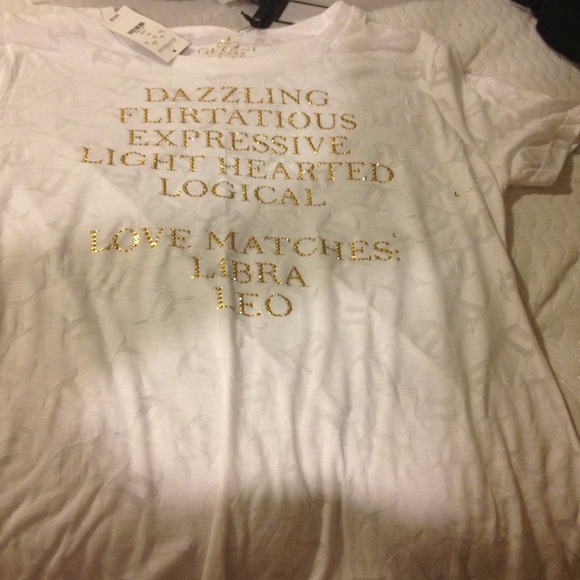 DAZZLING
FLIRTATIOUS
EXPRESSIVE
LIGHT HEARTED
LOGICAL
LOVE MATCHES:
LIBRA
LEO
L